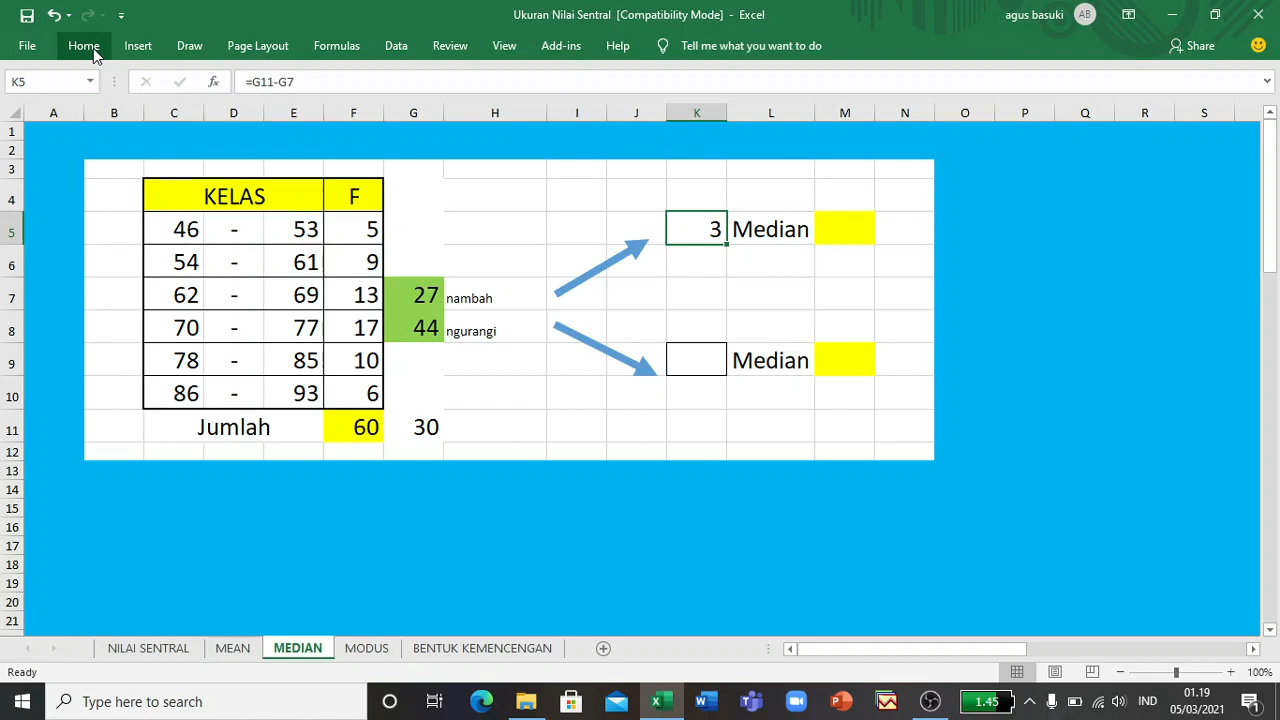 Ukuran Nilai Sentral [Compatibility Mode] - Excel
agus basuki AB
File Home Insert Draw Page Layout Formulas Data Review View Add-ins Help Tell me what you want to do Share
K5 fx =G11-G7
A B C D E F G H I J K L M N O P Q R S
1
2
3
4 KELAS F
5 46 - 53 5 3 Median
6 54 - 61 9
7 62 - 69 13 27 nambah
8 70 - 77 17 44 ngurangi
9 78 - 85 10 Median
10 86 - 93 6
11 Jumlah 60 30
12
13
14
15
16
17
18
19
20
21
NILAI SENTRAL MEAN MEDIAN MODUS BENTUK KEMENCENGAN
Ready 100%
Type here to search 1.45 IND 01.19
05/03/2021 1